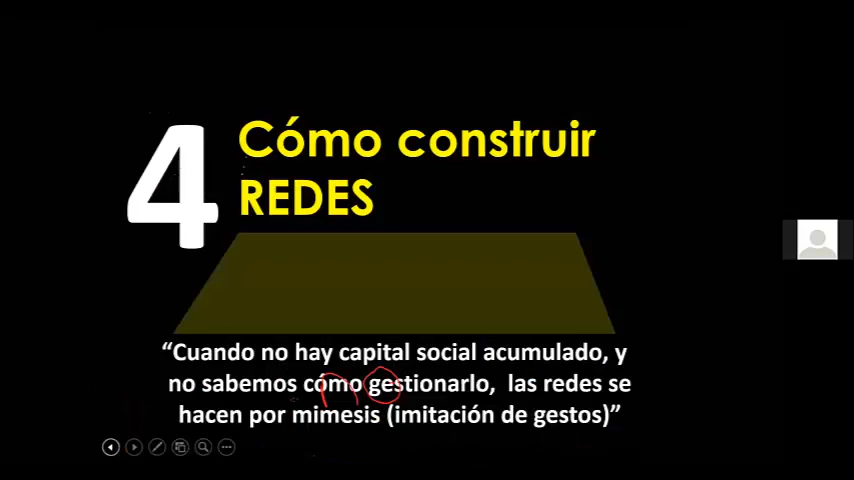 4
Cómo construir
REDES
“Cuando no hay capital social acumulado, y
no sabemos cómo gestionarlo, las redes se
hacen por mimesis (imitación de gestos)”